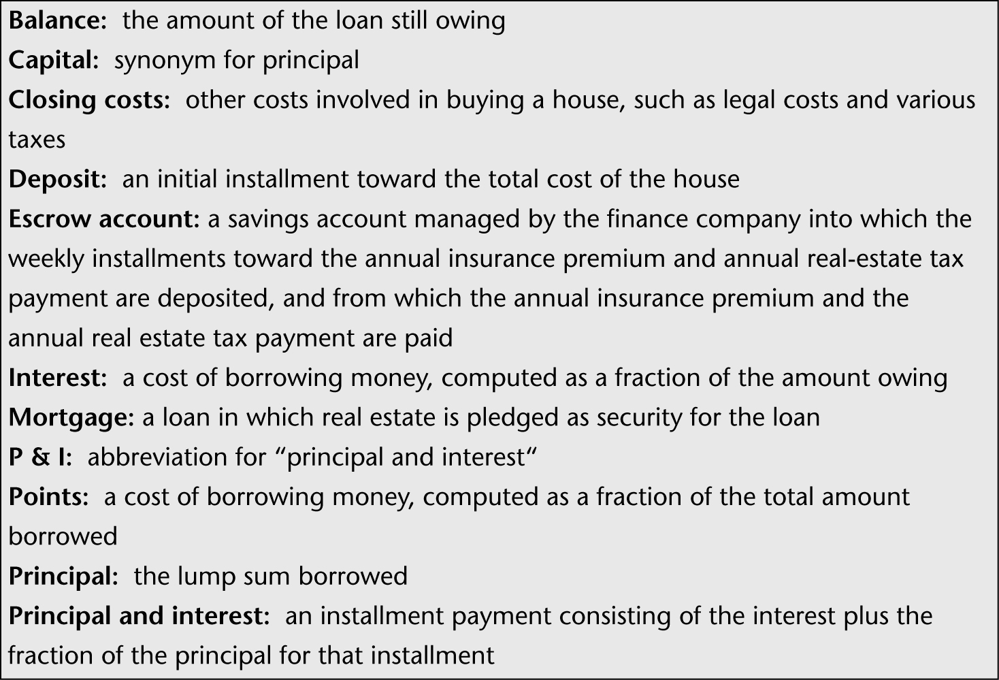 Balance: the amount of the loan still owing
Capital: synonym for principal
Closing costs: other costs involved in buying a house, such as legal costs and various
taxes
Deposit: an initial installment toward the total cost of the house
Escrow account: a savings account managed by the finance company into which the
weekly installments toward the annual insurance premium and annual real-estate tax
payment are deposited, and from which the annual insurance premium and the
annual real estate tax payment are paid
Interest: a cost of borrowing money, computed as a fraction of the amount owing
Mortgage: a loan in which real estate is pledged as security for the loan
P & I: abbreviation for “principal and interest“
Points: a cost of borrowing money, computed as a fraction of the total amount
borrowed
Principal: the lump sum borrowed
Principal and interest: an installment payment consisting of the interest plus the
fraction of the principal for that installment